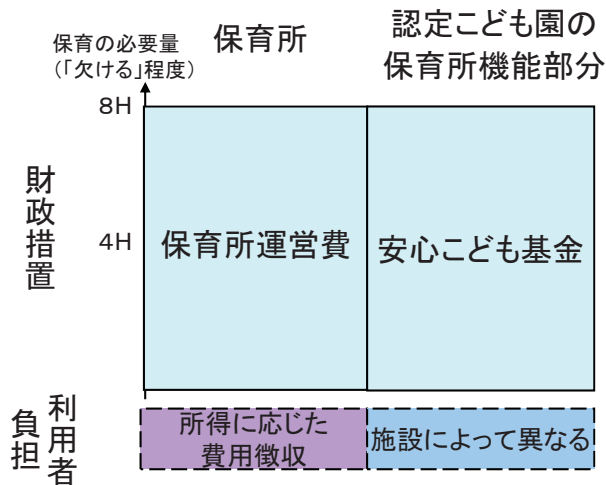 保育の必要量
(「欠ける」程度)
保育所
認定こども園の
保育所機能部分
8H
4H
財政措置
保育所運営費
安心こども基金
利用者
負担
所得に応じた
費用徴収
施設によって異なる